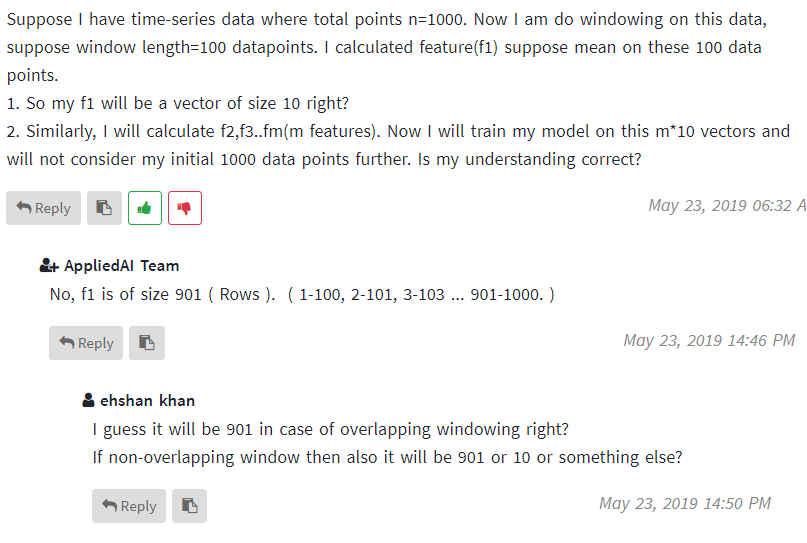 Suppose I have time-series data where total points n=1000. Now I am do windowing on this data,
suppose window length=100 datapoints. I calculated feature(f1) suppose mean on these 100 data
points.
1. So my f1 will be a vector of size 10 right?
2. Similarly, I will calculate f2,f3..fm(m features). Now I will train my model on this m*10 vectors and
will not consider my initial 1000 data points further. Is my understanding correct?
Reply
May 23, 2019 06:32 A
AppliedAI Team
No, f1 is of size 901 ( Rows ). ( 1-100, 2-101, 3-103 ... 901-1000. )
Reply
May 23, 2019 14:46 PM
ehshan khan
I guess it will be 901 in case of overlapping windowing right?
If non-overlapping window then also it will be 901 or 10 or something else?
Reply
May 23, 2019 14:50 PM